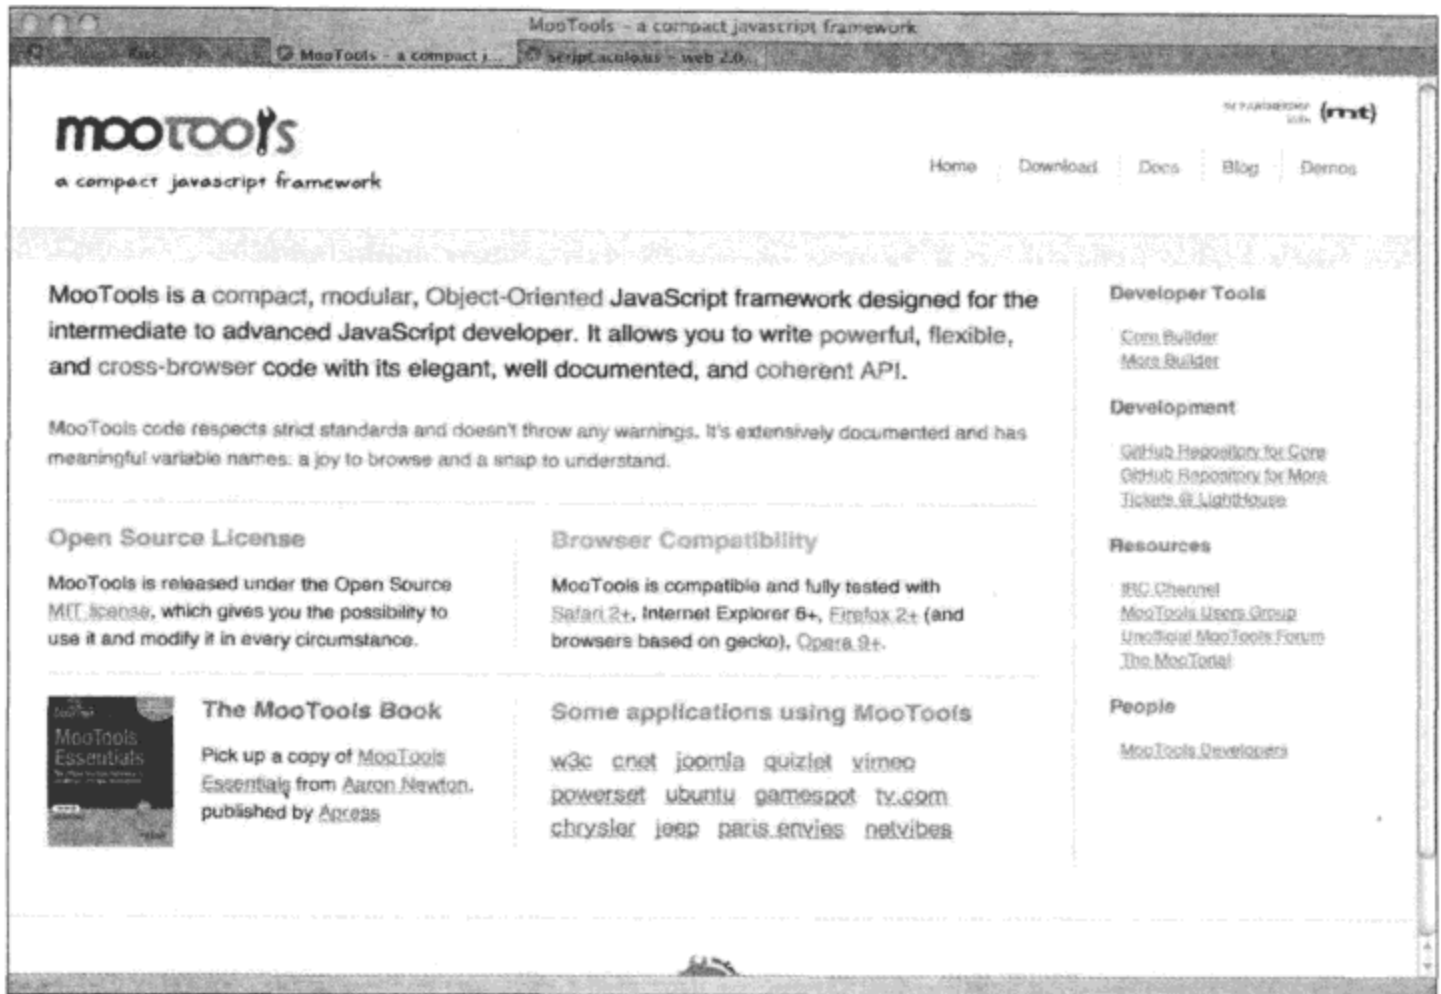 MooTools – a compact javascript framework
MooTools – a compact j...
script.aculo.us – web 2.0
mootools
a compact javascript framework
(mt)
Home Download Docs Blog Demos
MooTools is a compact, modular, Object-Oriented JavaScript framework designed for the
intermediate to advanced JavaScript developer. It allows you to write powerful, flexible,
and cross-browser code with its elegant, well documented, and coherent API.
MooTools code respects strict standards and doesn't throw any warnings. It's extensively documented and has
meaningful variable names: a joy to browse and a snap to understand.
Open Source License
MooTools is released under the Open Source
MIT license, which gives you the possibility to
use it and modify it in every circumstance.
Browser Compatibility
MooTools is compatible and fully tested with
Safari 2+, Internet Explorer 6+, Firefox 2+ (and
browsers based on gecko), Opera 9+.
MooTools
Essentials
The MooTools Book
Pick up a copy of MooTools
Essentials from Aaron Newton,
published by Apress
Some applications using MooTools
w3c cnet joomla quizlet vimeo
powerset ubuntu gamespot tv.com
chrysler jeep paris envies netvibes
Developer Tools
Core Builder
More Builder
Development
GitHub Repository for Core
GitHub Repository for More
Tickets @ LightHouse
Resources
IRC Channel
MooTools Users Group
Unofficial MooTools Forum
The MooTorial
People
MooTools Developers